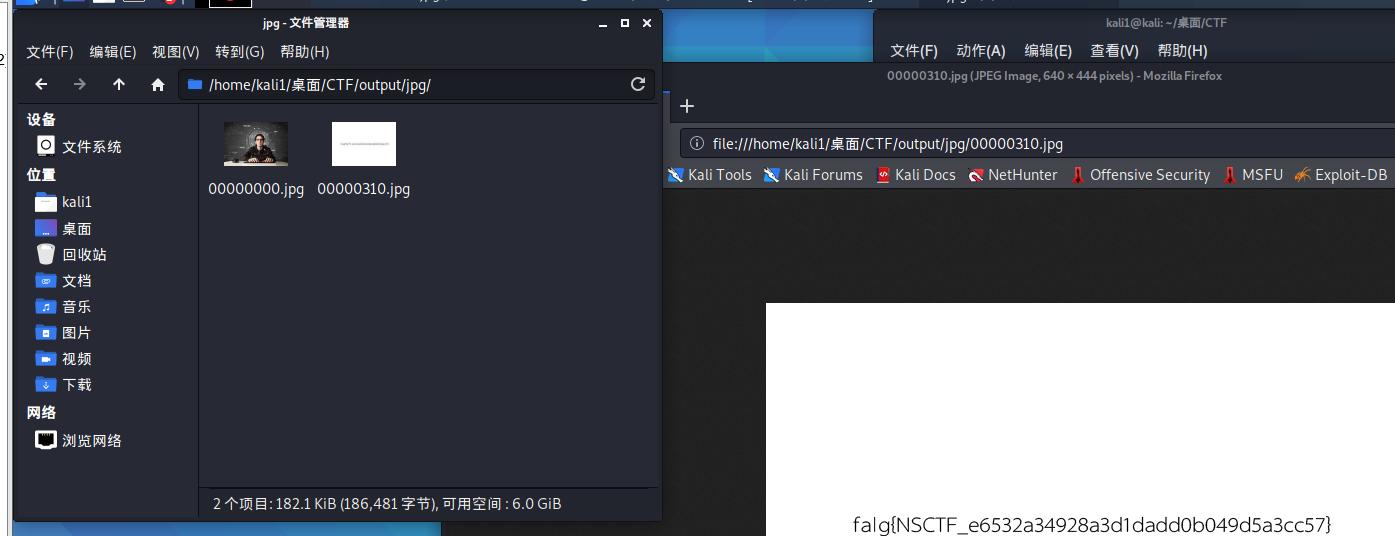 jpg - 文件管理器
文件(F) 编辑(E) 视图(V) 转到(G) 帮助(H)
/home/kali1/桌面/CTF/output/jpg/
设备
文件系统
位置
kali1
桌面
回收站
文档
音乐
图片
视频
下载
网络
浏览网络
00000000.jpg 00000310.jpg
2 个项目: 182.1 KiB (186,481 字节), 可用空间 : 6.0 GiB
kali1@kali: ~/桌面/CTF
文件(F) 动作(A) 编辑(E) 查看(V) 帮助(H)
00000310.jpg (JPEG Image, 640 × 444 pixels) - Mozilla Firefox
file:///home/kali1/桌面/CTF/output/jpg/00000310.jpg
Kali Tools Kali Forums Kali Docs NetHunter Offensive Security MSFU Exploit-DB
falg{NSCTF_e6532a34928a3d1dadd0b049d5a3cc57}